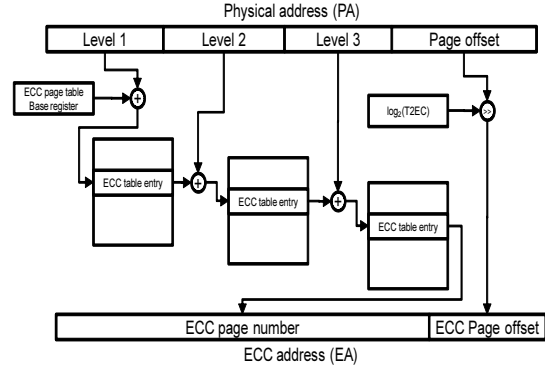 Physical address (PA)
Level 1 Level 2 Level 3 Page offset
ECC page table
Base register
+
log2(T2EC)
>>
ECC table entry
+
ECC table entry
+
ECC table entry
ECC page number ECC Page offset
ECC address (EA)